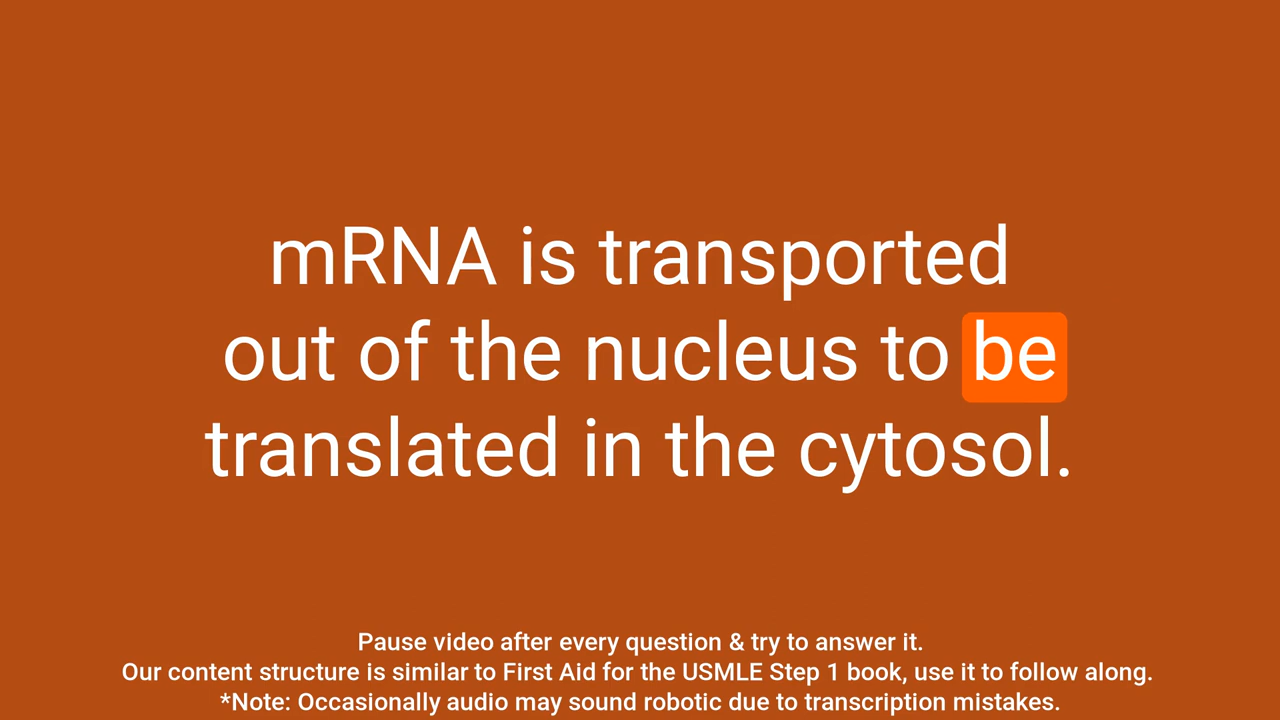 mRNA is transported
out of the nucleus to be
translated in the cytosol.
Pause video after every question & try to answer it.
Our content structure is similar to First Aid for the USMLE Step 1 book, use it to follow along.
*Note: Occasionally audio may sound robotic due to transcription mistakes.